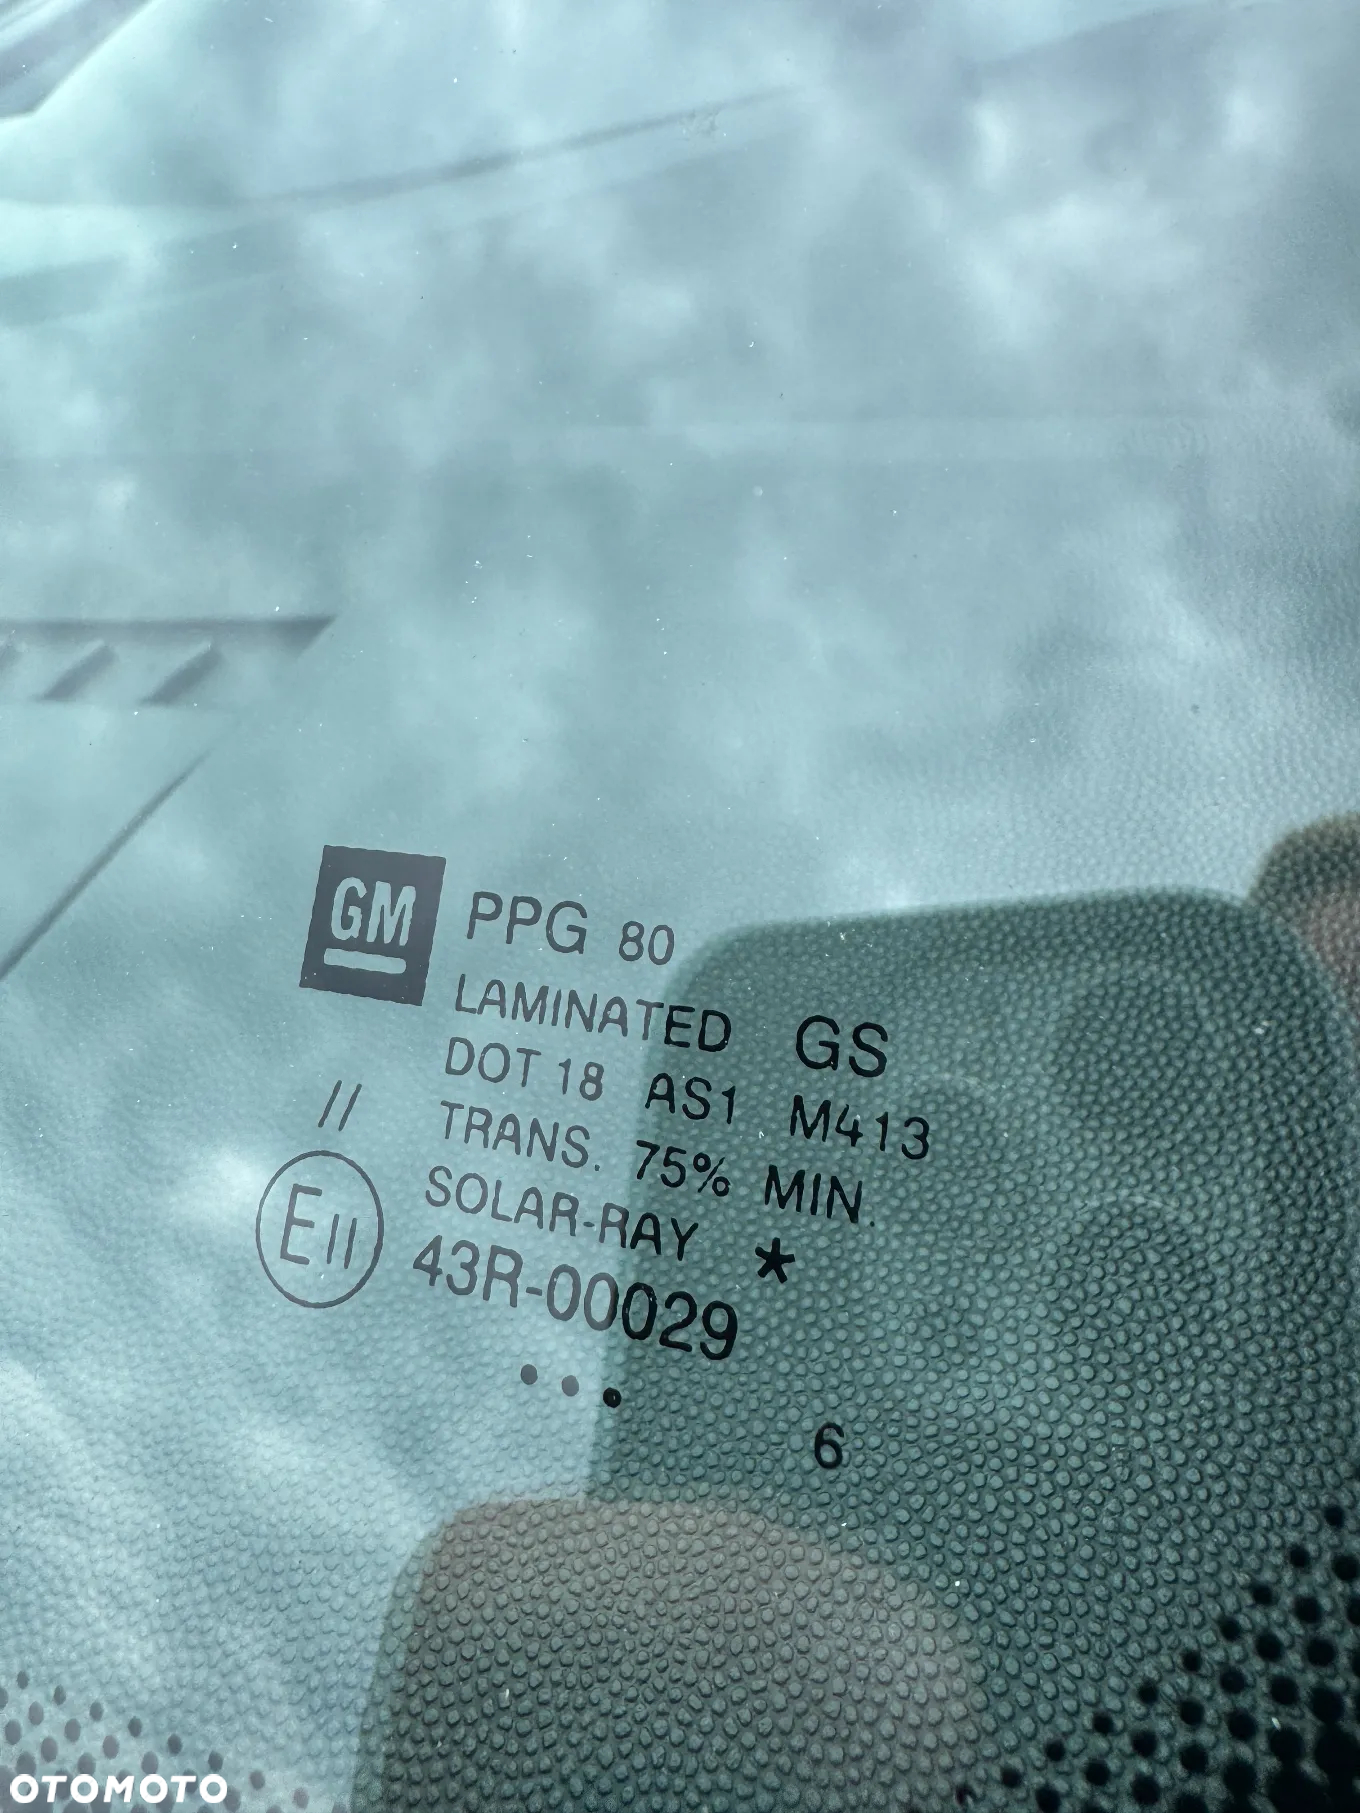 GM PPG 80
LAMINATED GS
DOT 18 AS1 M413
// TRANS. 75% MIN.
SOLAR-RAY *
E11 43R-00029
...
6
OTOMOTO